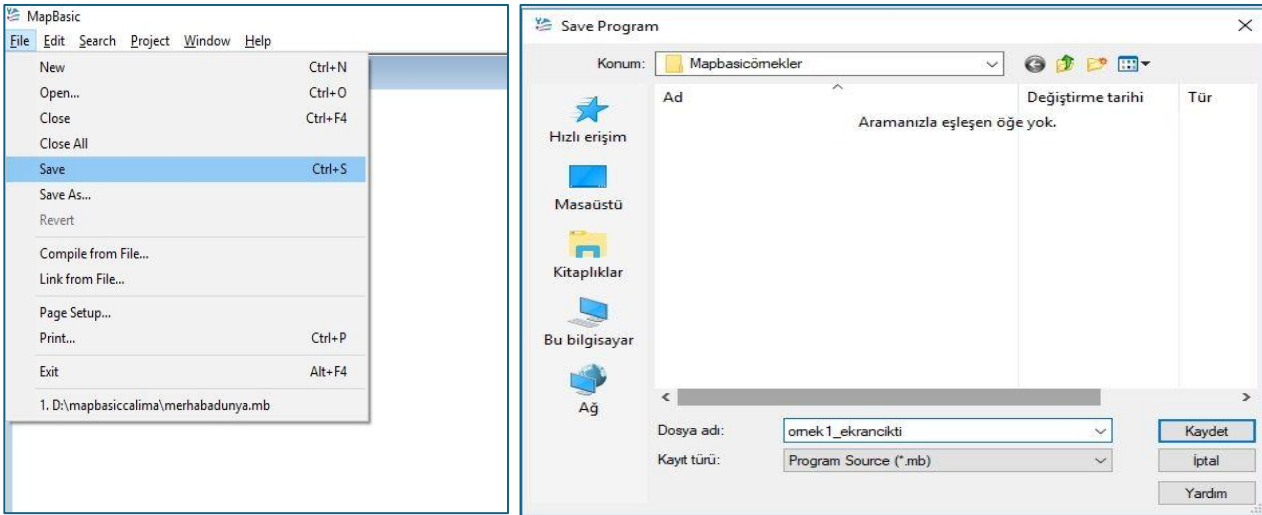 MapBasic
File Edit Search Project Window Help
New Ctrl+N
Open... Ctrl+O
Close Ctrl+F4
Close All
Save Ctrl+S
Save As...
Revert
Compile from File...
Link from File...
Page Setup...
Print... Ctrl+P
Exit Alt+F4
1. D:\mapbasiccalima\merhabadunya.mb
Save Program
Konum: Mapbasicörnekler
Ad Değiştirme tarihi Tür
Aramanızla eşleşen öğe yok.
Hızlı erişim
Masaüstü
Kitaplıklar
Bu bilgisayar
Ağ
Dosya adı: ornek1_ekrancikti Kaydet
Kayıt türü: Program Source (*.mb) İptal
Yardım